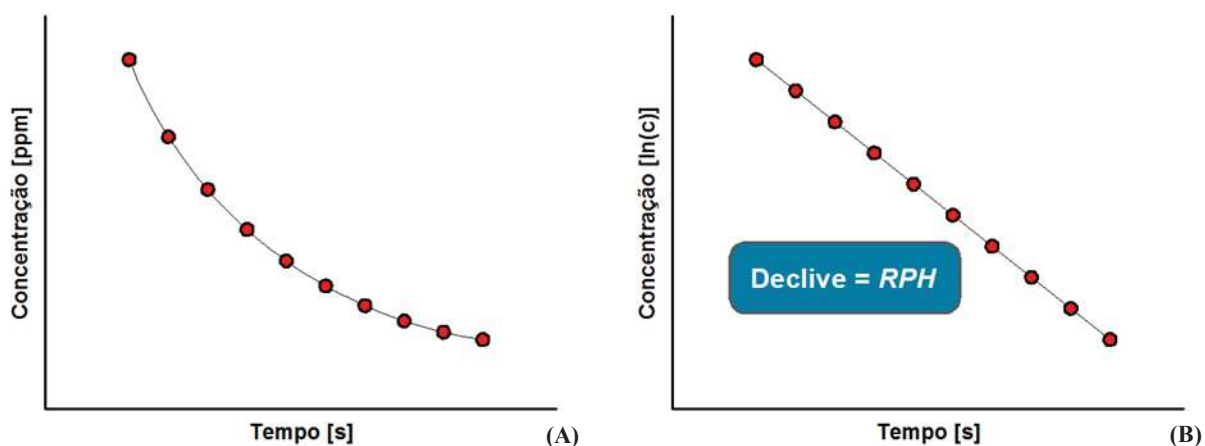 Concentração [ppm]
Tempo [s]
(A)
Concentração [ln(c)]
Declive = RPH
Tempo [s]
(B)